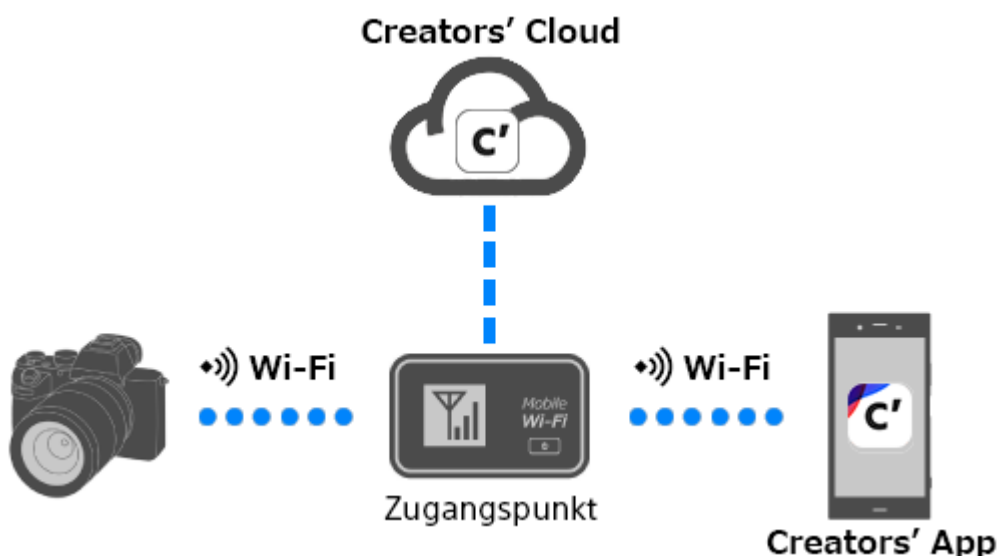 Creators’ Cloud
C’
Wi-Fi
Wi-Fi
Mobile
Wi-Fi
C’
Zugangspunkt
Creators’ App